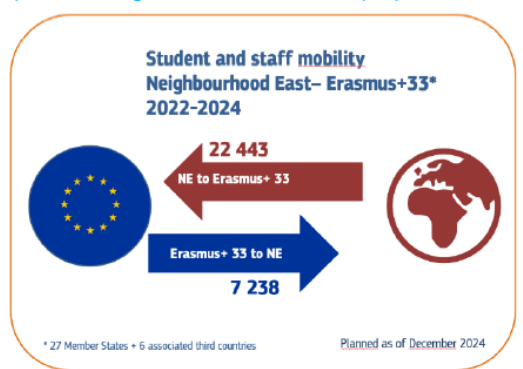 Student and staff mobility
Neighbourhood East– Erasmus+33*
2022-2024
22 443
NE to Erasmus+ 33
Erasmus+ 33 to NE
7 238
* 27 Member States + 6 associated third countries
Planned as of December 2024